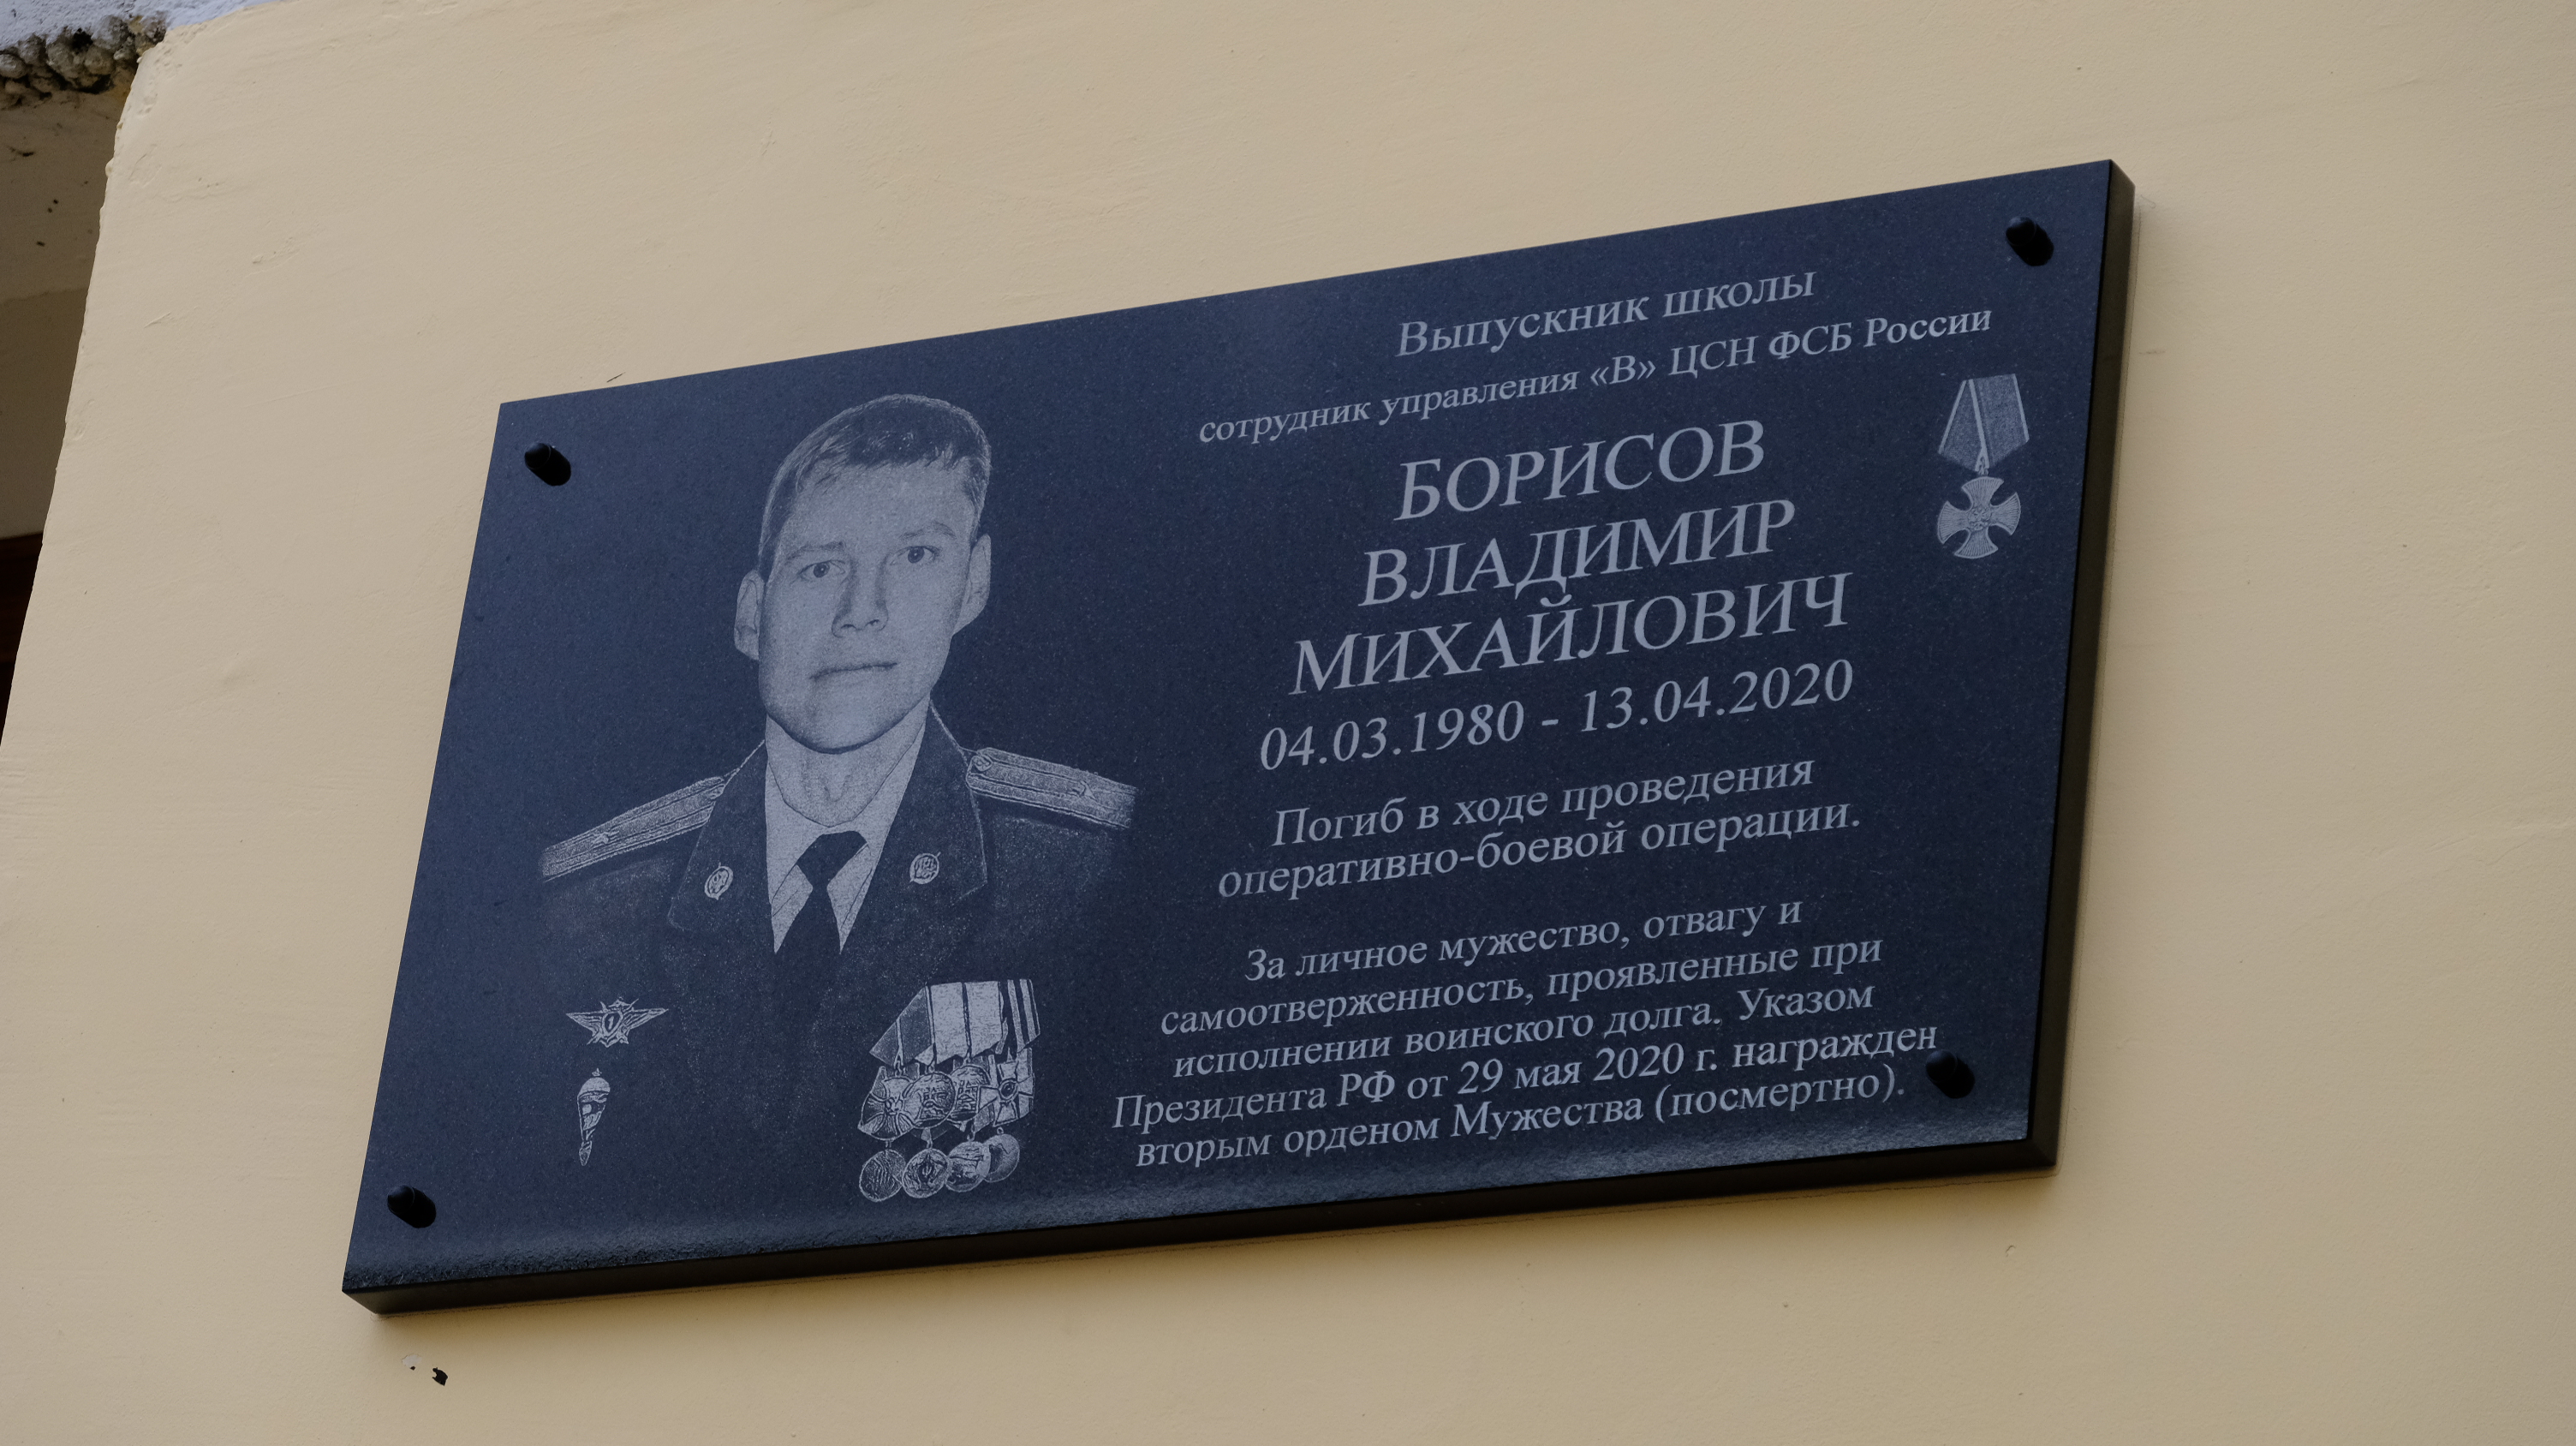 Выпускник школы
сотрудник управления «В» ЦСН ФСБ России
БОРИСОВ
ВЛАДИМИР
МИХАЙЛОВИЧ
04.03.1980 - 13.04.2020
Погиб в ходе проведения
оперативно-боевой операции.
За личное мужество, отвагу и
самоотверженность, проявленные при
исполнении воинского долга. Указом
Президента РФ от 29 мая 2020 г. награжден
вторым орденом Мужества (посмертно).
1